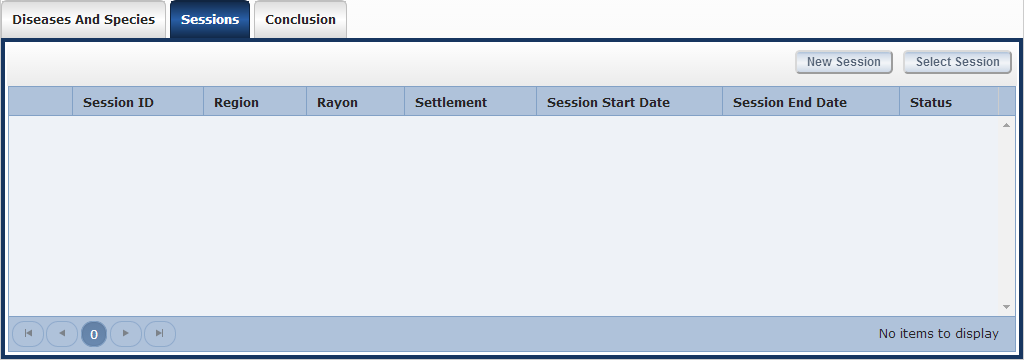 Diseases And Species Sessions Conclusion
New Session Select Session
Session ID Region Rayon Settlement Session Start Date Session End Date Status
0 No items to display